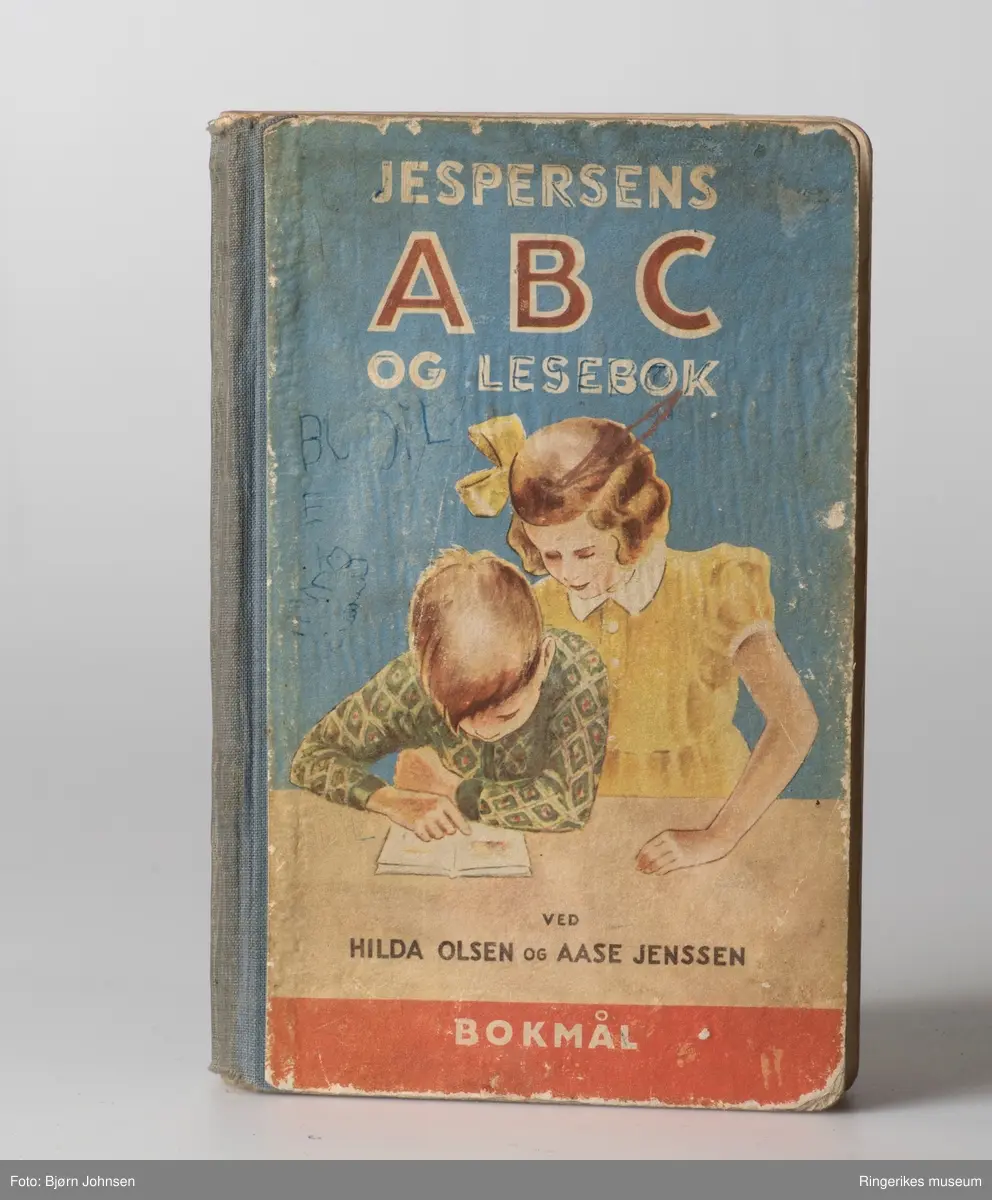 JESPERSENS
ABC
OG LESEBOK
VED
HILDA OLSEN OG AASE JENSSEN
BOKMÅL
Foto: Bjørn Johnsen
Ringerikes museum